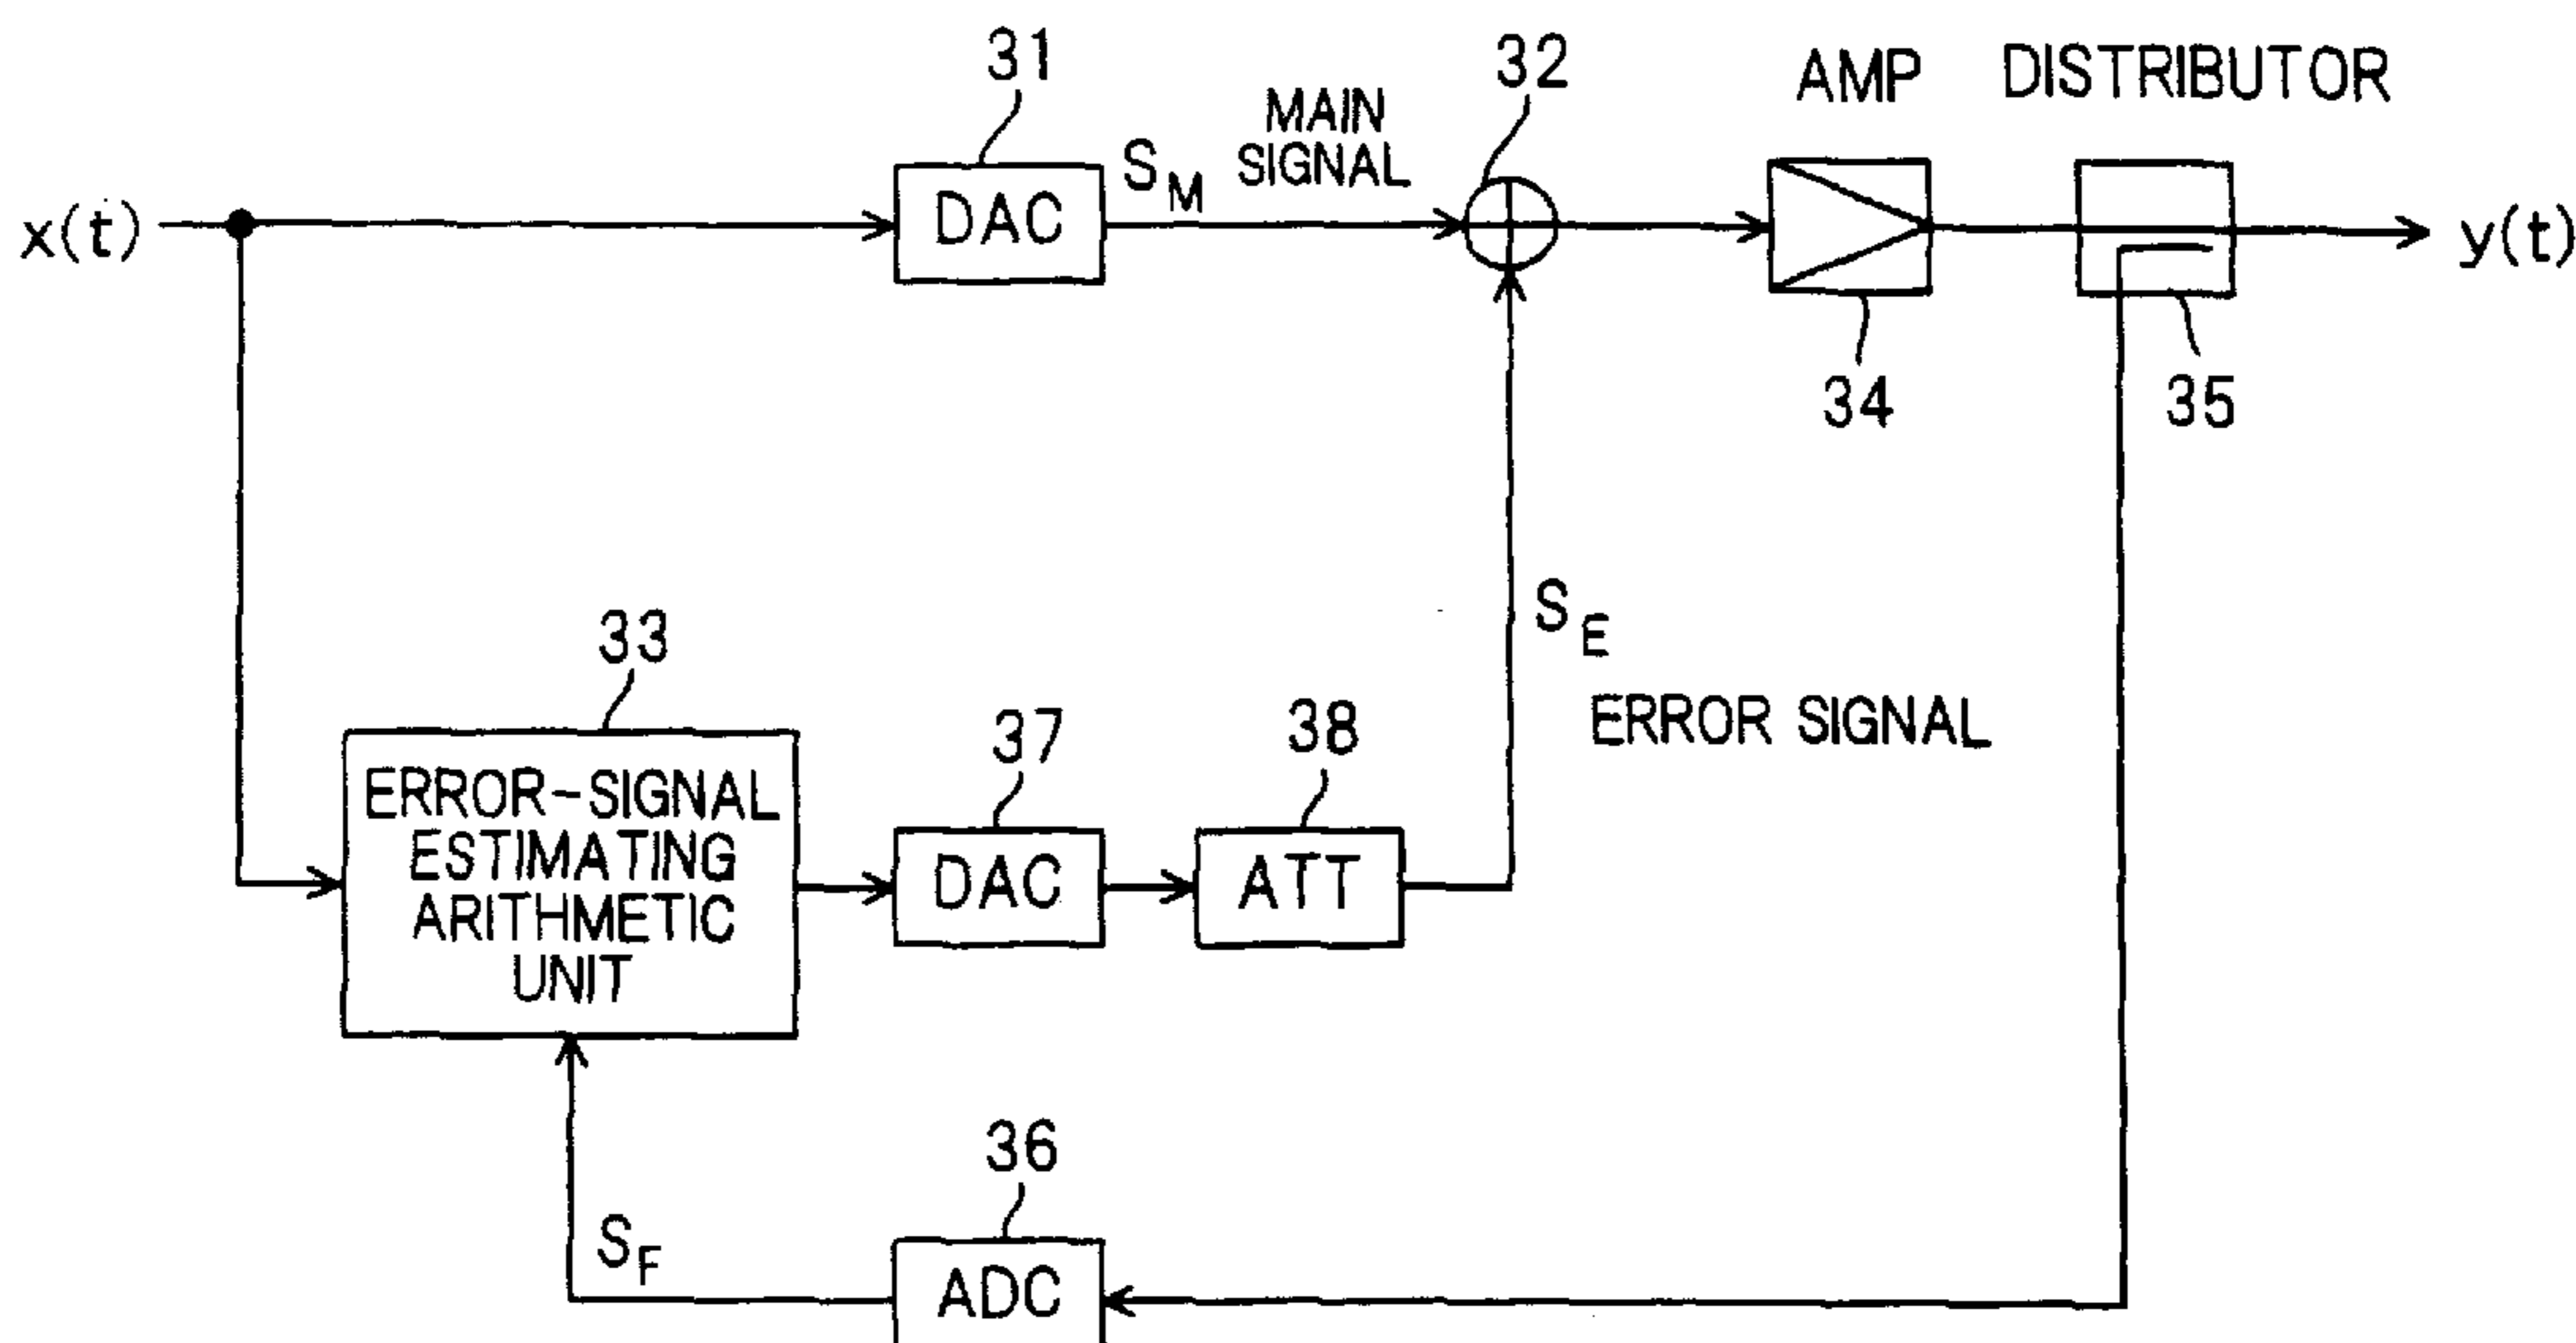 31
32
AMP
DISTRIBUTOR
MAIN
SIGNAL
S_M
x(t)
DAC
y(t)
34
35
33
S_E
ERROR SIGNAL
37
38
ERROR-SIGNAL
ESTIMATING
ARITHMETIC
UNIT
DAC
ATT
36
S_F
ADC